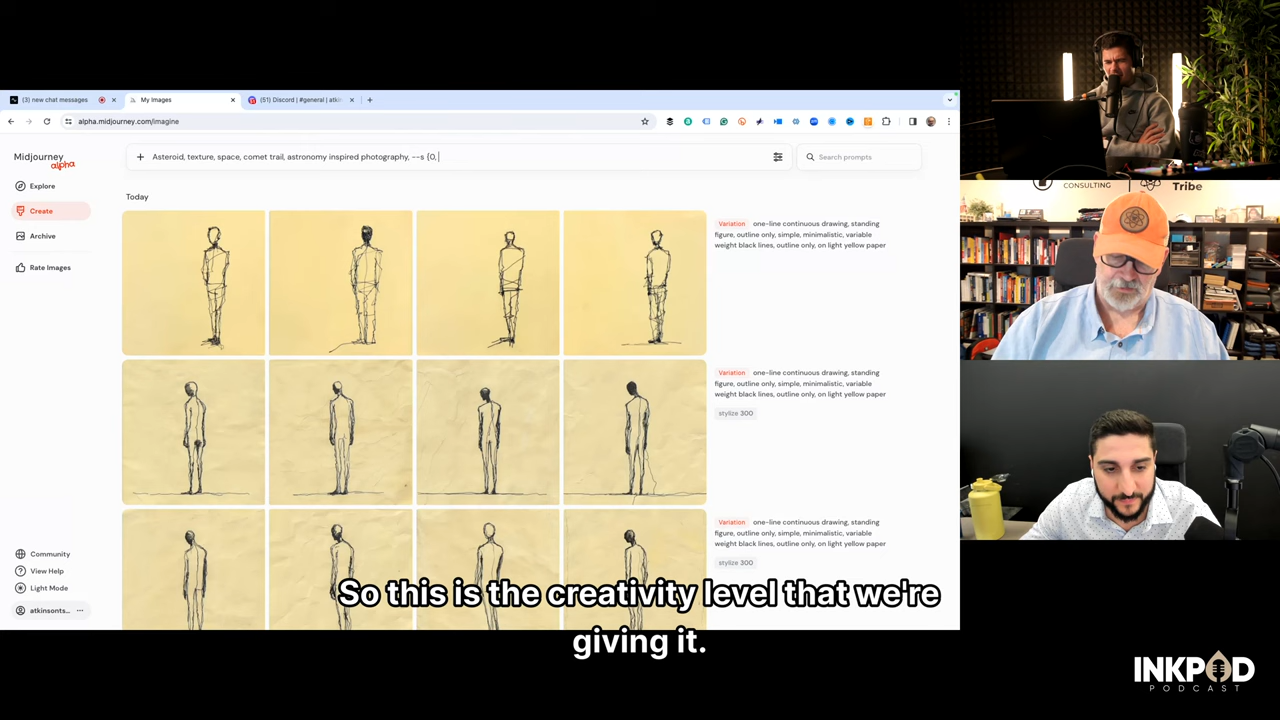 (3) new chat messages
My Images
(51) Discord | #general | atkin
alpha.midjourney.com/imagine
Midjourney
alpha
Asteroid, texture, space, comet trail, astronomy inspired photography, --s {0, |
Search prompts
Explore
Create
Archive
Rate Images
Today
Variation one-line continuous drawing, standing
figure, outline only, simple, minimalistic, variable
weight black lines, outline only, on light yellow paper
Variation one-line continuous drawing, standing
figure, outline only, simple, minimalistic, variable
weight black lines, outline only, on light yellow paper
stylize 300
Variation one-line continuous drawing, standing
figure, outline only, simple, minimalistic, variable
weight black lines, outline only, on light yellow paper
stylize 300
Community
View Help
Light Mode
atkinsonts... ...
CONSULTING
Tribe
So this is the creativity level that we're
giving it.
INKPOD
PODCAST